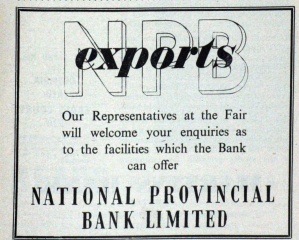 NPB
exports
Our Representatives at the Fair
will welcome your enquiries as
to the facilities which the Bank
can offer
NATIONAL PROVINCIAL
BANK LIMITED